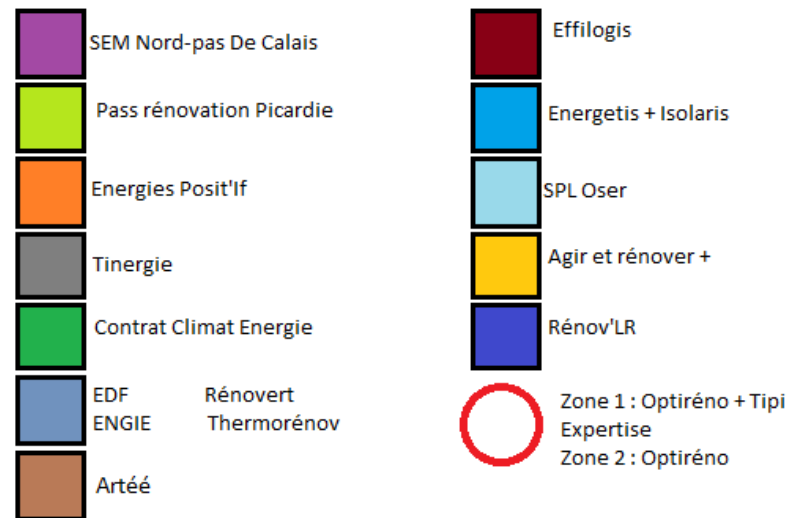 SEM Nord-pas De Calais
Pass rénovation Picardie
Energies Posit'If
Tinergie
Contrat Climat Energie
EDF Rénovert
ENGIE Thermorénov
Artéé
Effilogis
Energetis + Isolaris
SPL Oser
Agir et rénover +
Rénov'LR
Zone 1 : Optiréno + Tipi
Expertise
Zone 2 : Optiréno